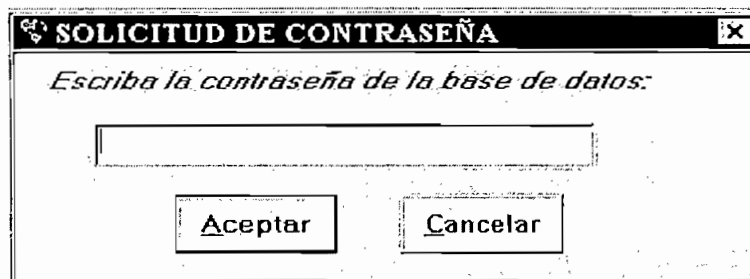 SOLICITUD DE CONTRASEÑA
Escriba la contraseña de la base de datos:
Aceptar Cancelar